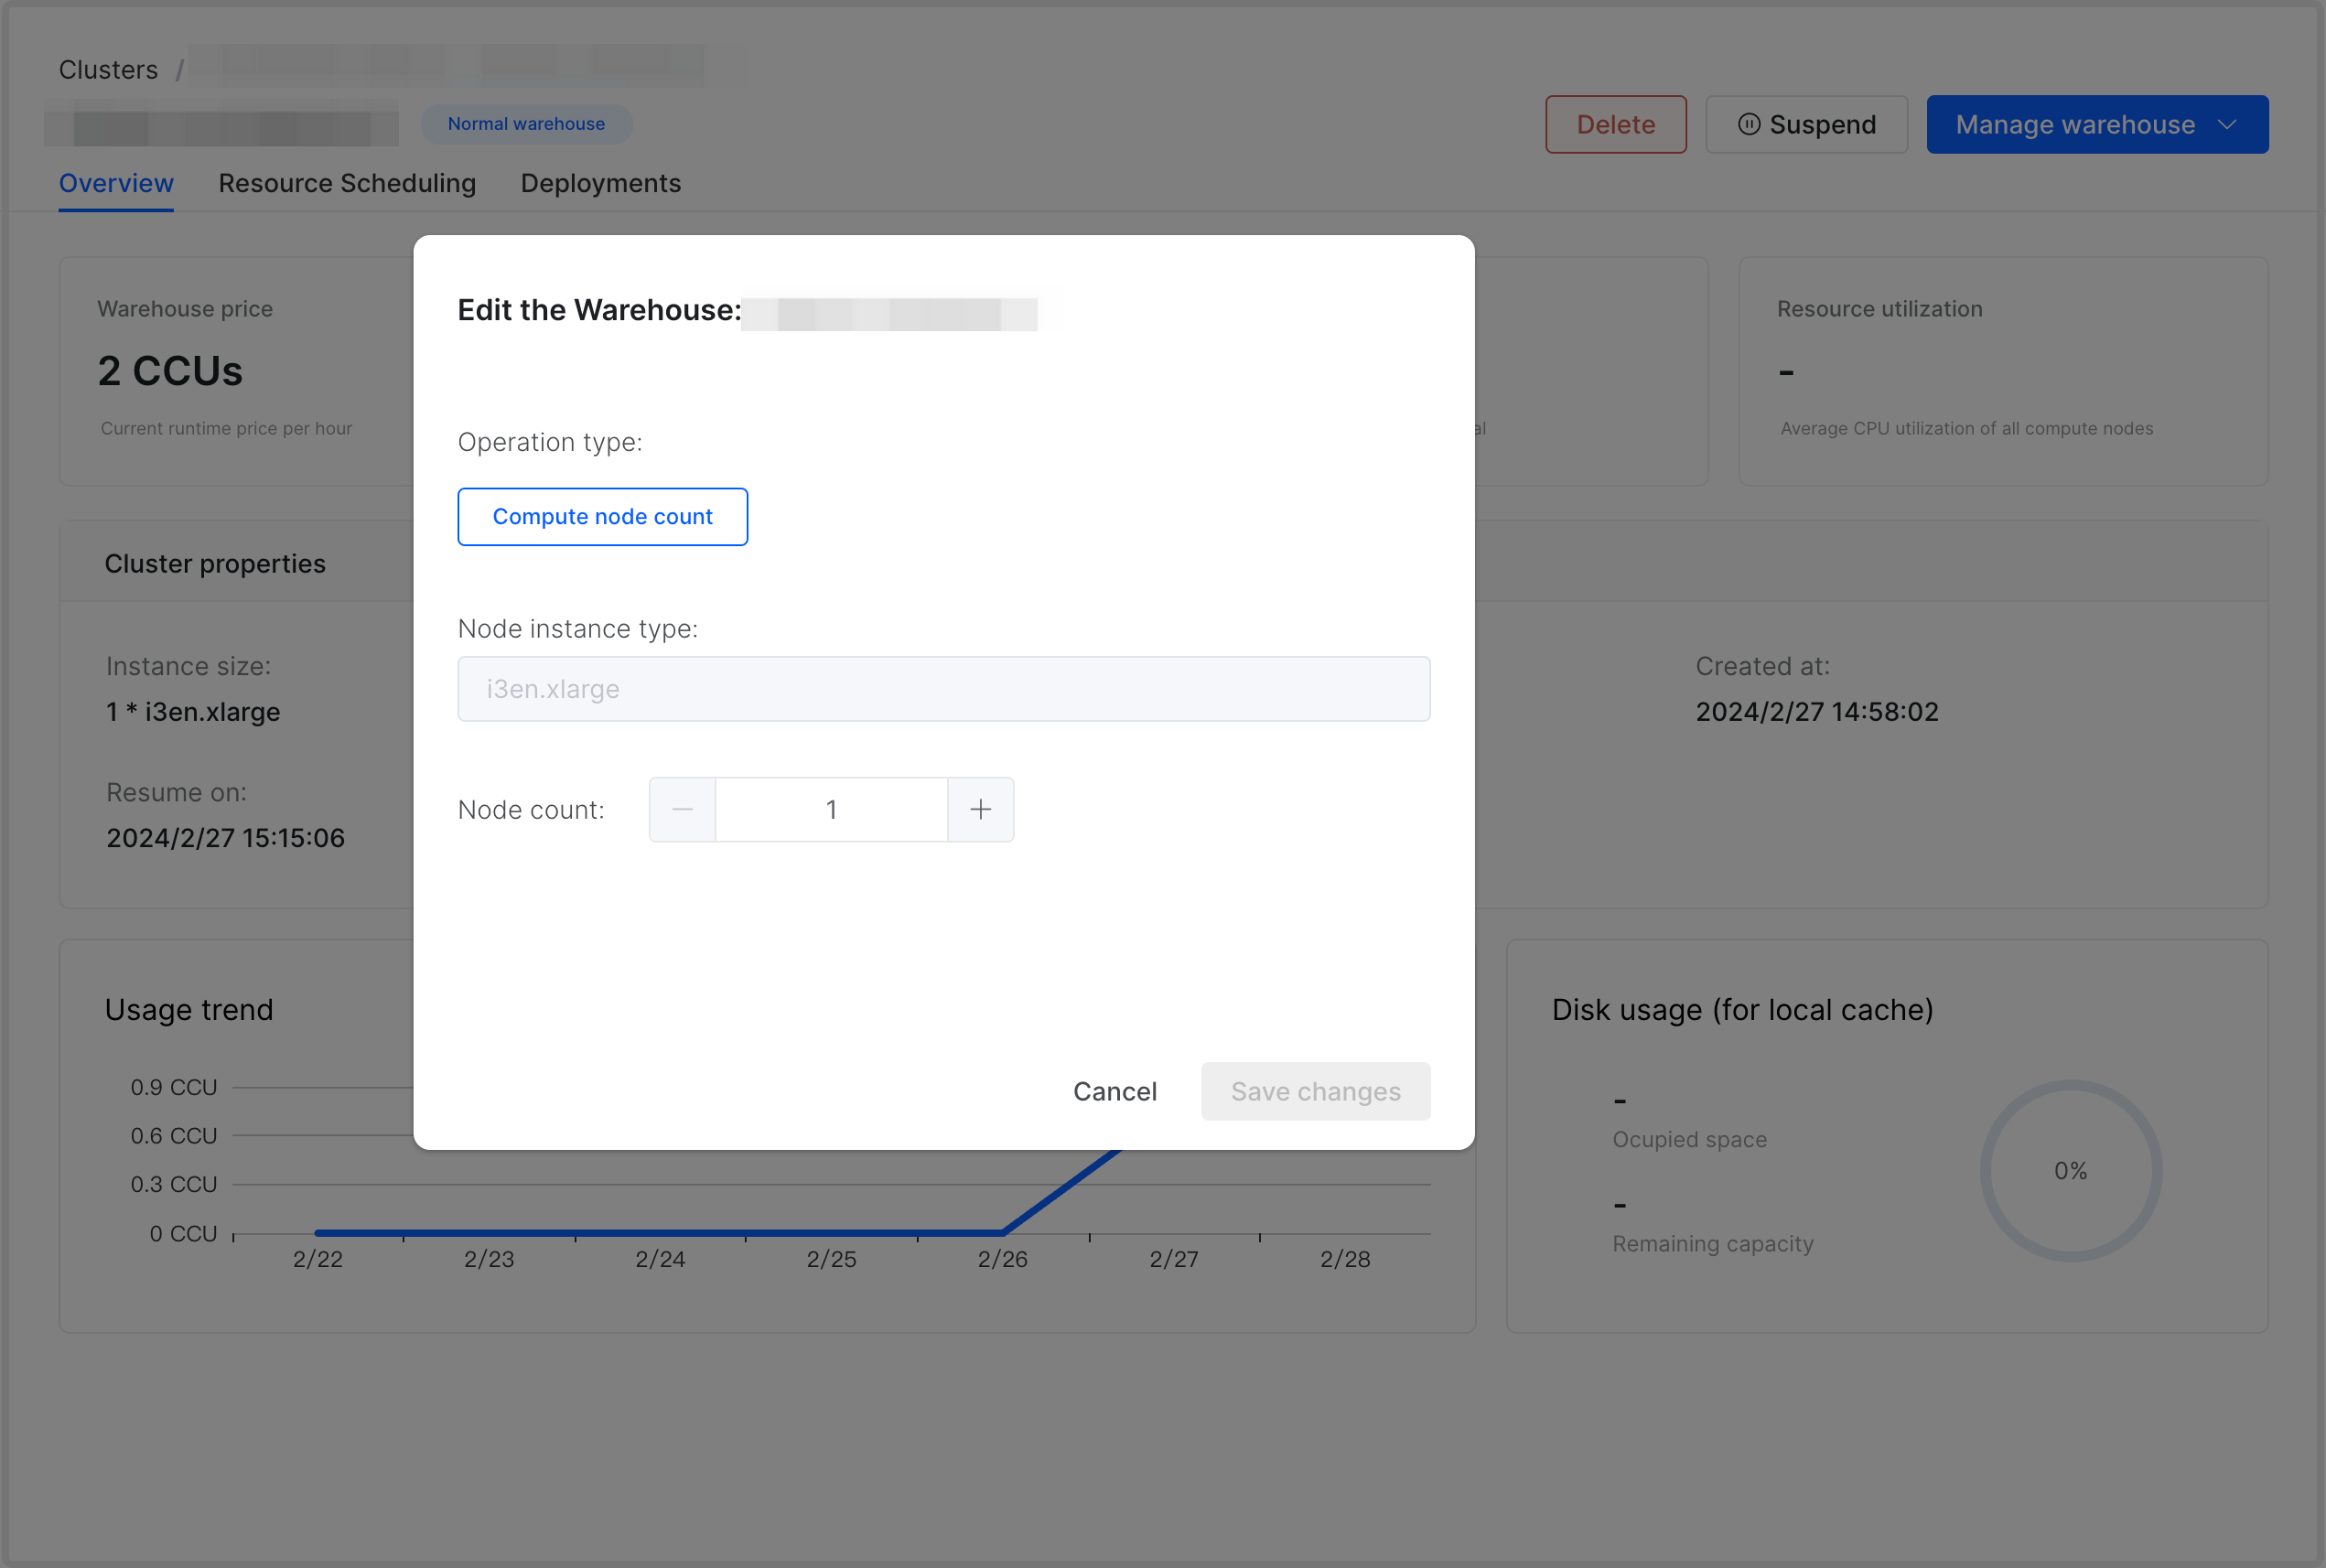 Clusters /
Normal warehouse
Delete
Suspend
Manage warehouse
Overview
Resource Scheduling
Deployments
Warehouse price
2 CCUs
Current runtime price per hour
Resource utilization
-
Average CPU utilization of all compute nodes
Edit the Warehouse:
Operation type:
Compute node count
Node instance type:
i3en.xlarge
Node count:
1
Cancel
Save changes
Cluster properties
Instance size:
1 * i3en.xlarge
Created at:
2024/2/27 14:58:02
Resume on:
2024/2/27 15:15:06
Usage trend
0.9 CCU
0.6 CCU
0.3 CCU
0 CCU
2/22
2/23
2/24
2/25
2/26
2/27
2/28
Disk usage (for local cache)
-
Ocupied space
-
Remaining capacity
0%